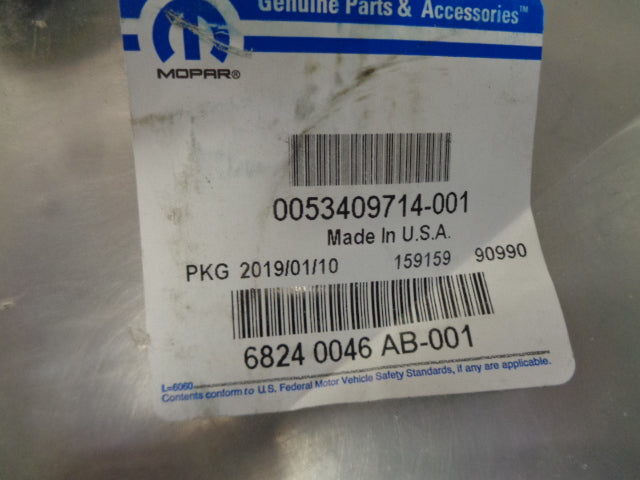 Genuine Parts & Accessories™
MOPAR®
0053409714-001
Made In U.S.A.
PKG 2019/01/10 159159 90990
6824 0046 AB-001
L=6060
Contents conform to U.S. Federal Motor Vehicle Safety Standards, if any are applicable.